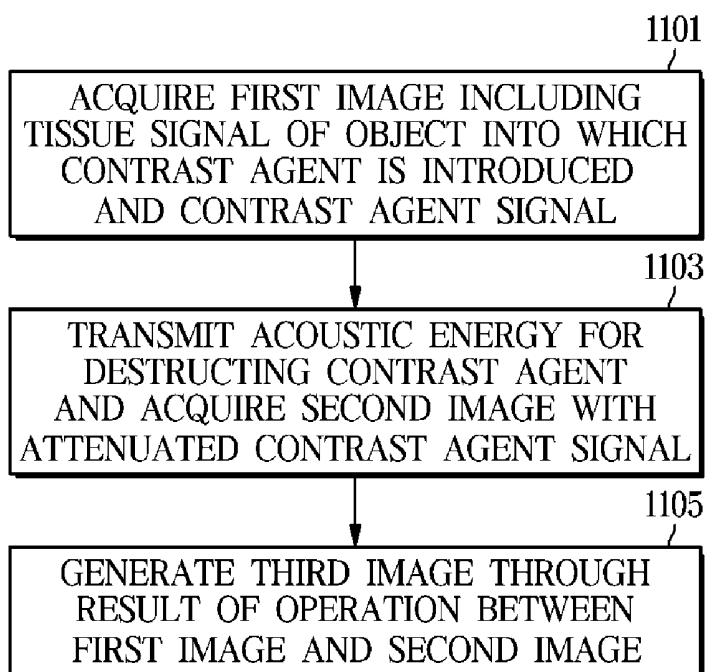 1101
ACQUIRE FIRST IMAGE INCLUDING
TISSUE SIGNAL OF OBJECT INTO WHICH
CONTRAST AGENT IS INTRODUCED
AND CONTRAST AGENT SIGNAL
1103
TRANSMIT ACOUSTIC ENERGY FOR
DESTRUCTING CONTRAST AGENT
AND ACQUIRE SECOND IMAGE WITH
ATTENUATED CONTRAST AGENT SIGNAL
1105
GENERATE THIRD IMAGE THROUGH
RESULT OF OPERATION BETWEEN
FIRST IMAGE AND SECOND IMAGE